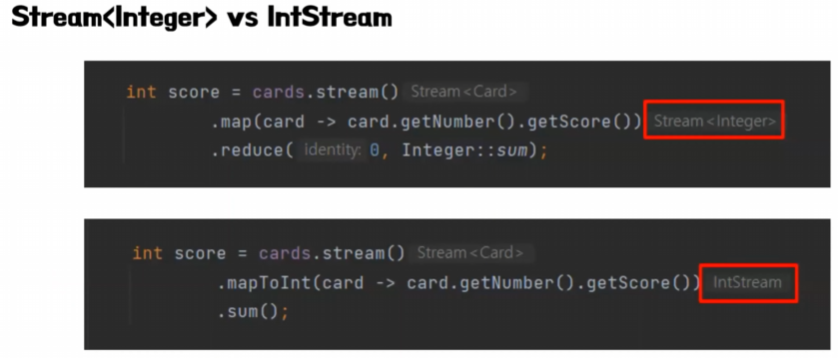 Stream<Integer> vs IntStream
int score = cards.stream() Stream<Card>
.map(card -> card.getNumber().getScore()) Stream<Integer>
.reduce( identity: 0, Integer::sum);
int score = cards.stream() Stream<Card>
.mapToInt(card -> card.getNumber().getScore()) IntStream
.sum();